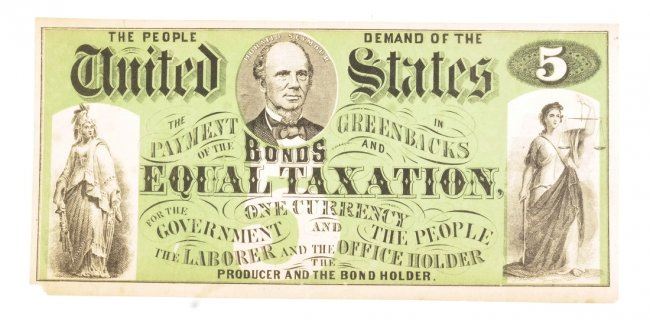 THE PEOPLE DEMAND OF THE
United States
5
HORATIO SEYMOUR
THE PAYMENT OF THE BONDS IN GREENBACKS AND
EQUAL TAXATION,
ONE CURRENCY
FOR THE GOVERNMENT AND THE PEOPLE
THE LABORER AND THE OFFICE HOLDER
THE
PRODUCER AND THE BOND HOLDER.